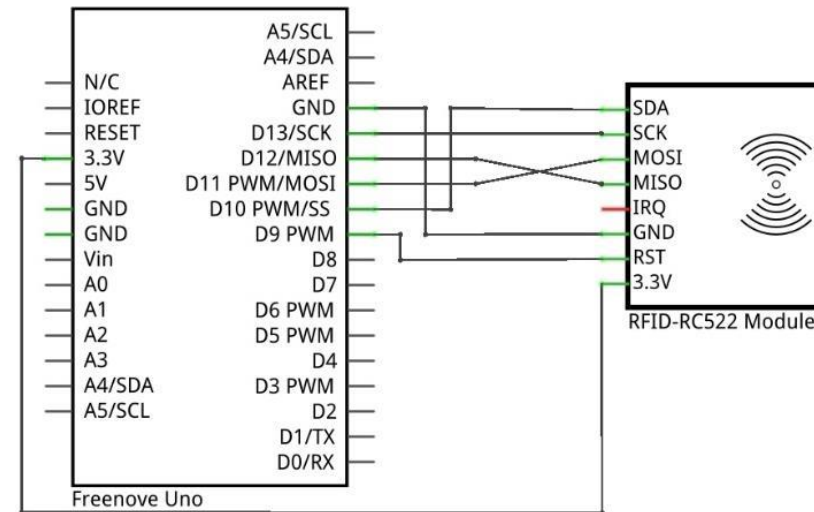 A5/SCL
A4/SDA
N/C
AREF
IOREF
GND
RESET
D13/SCK
3.3V
D12/MISO
5V
D11 PWM/MOSI
GND
D10 PWM/SS
GND
D9 PWM
Vin
D8
A0
D7
A1
D6 PWM
A2
D5 PWM
A3
D4
A4/SDA
D3 PWM
A5/SCL
D2
D1/TX
D0/RX
Freenove Uno
SDA
SCK
MOSI
MISO
IRQ
GND
RST
3.3V
RFID-RC522 Module